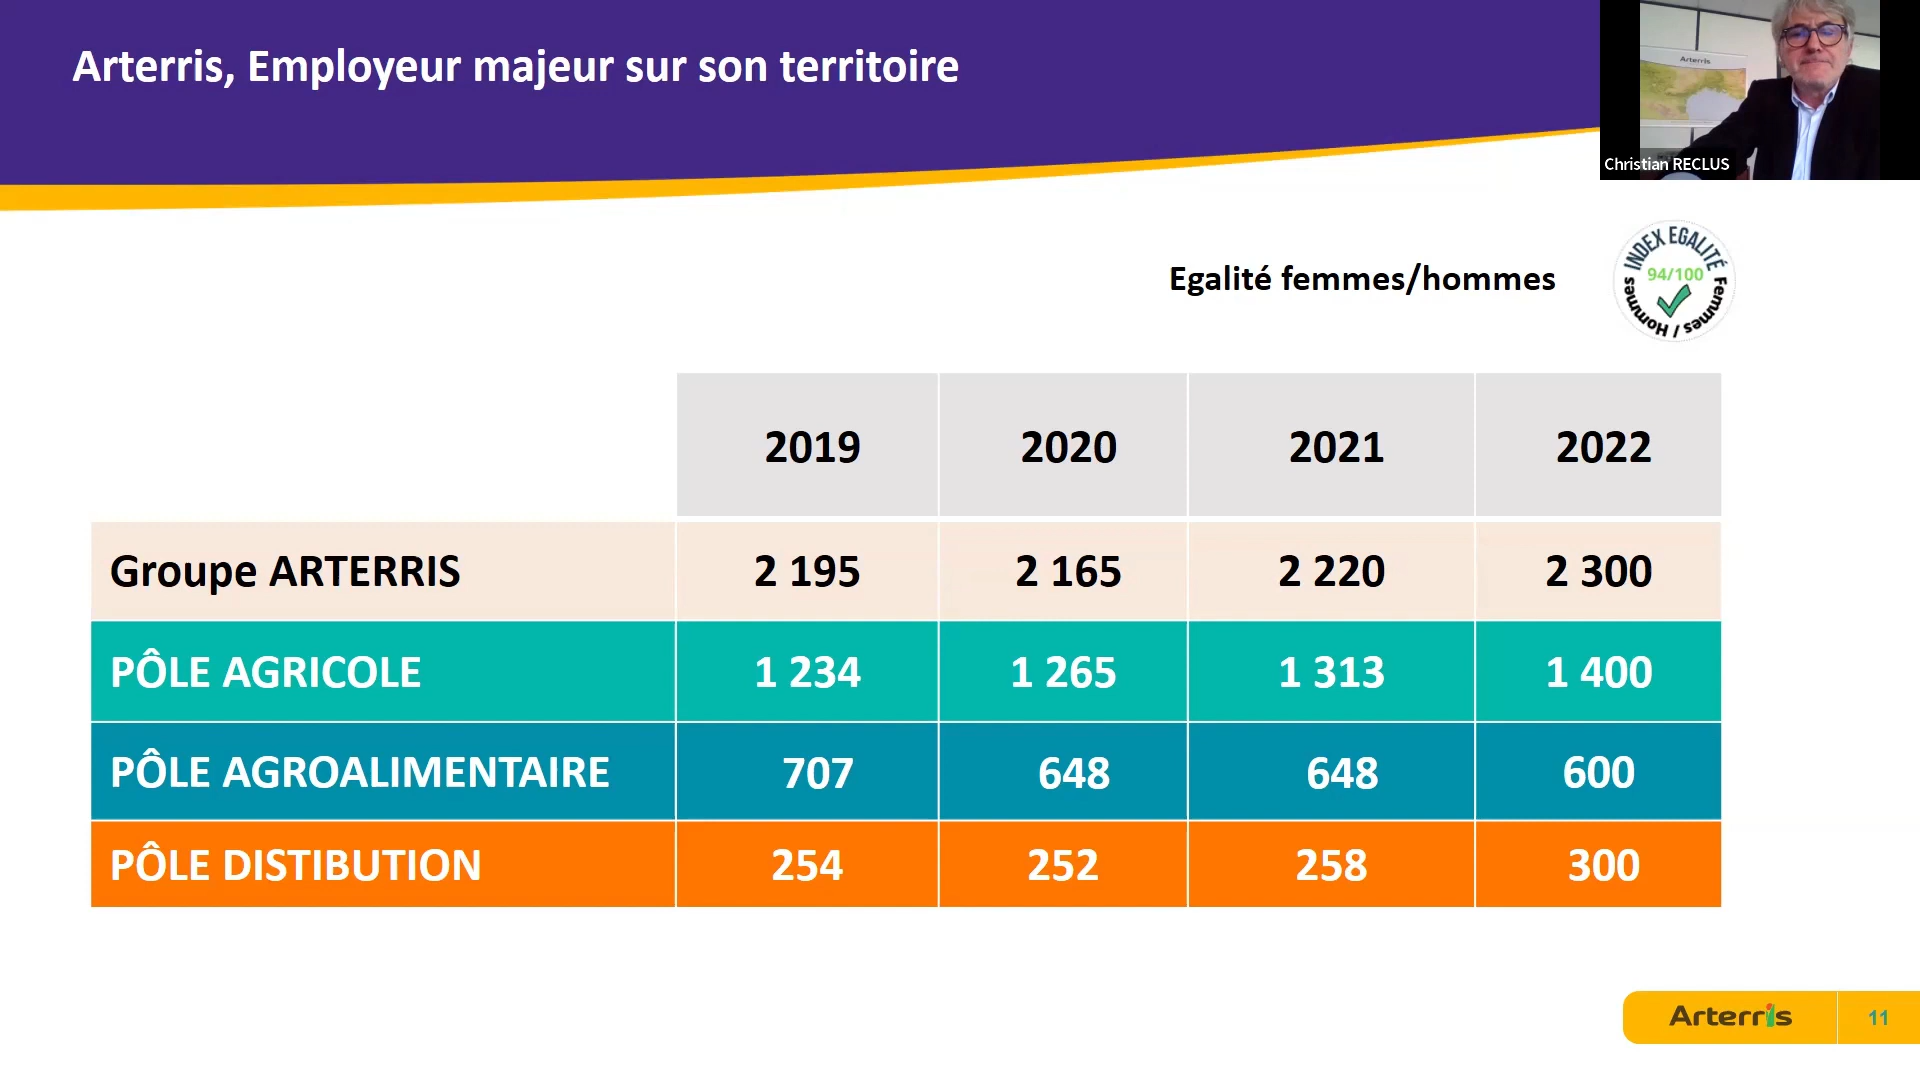 Arterris, Employeur majeur sur son territoire
Arterris
Christian RECLUS
Egalité femmes/hommes
INDEX EGALITÉ
94/100
Femmes / Hommes
2019 2020 2021 2022
Groupe ARTERRIS 2 195 2 165 2 220 2 300
PÔLE AGRICOLE 1 234 1 265 1 313 1 400
PÔLE AGROALIMENTAIRE 707 648 648 600
PÔLE DISTIBUTION 254 252 258 300
Arterris 11